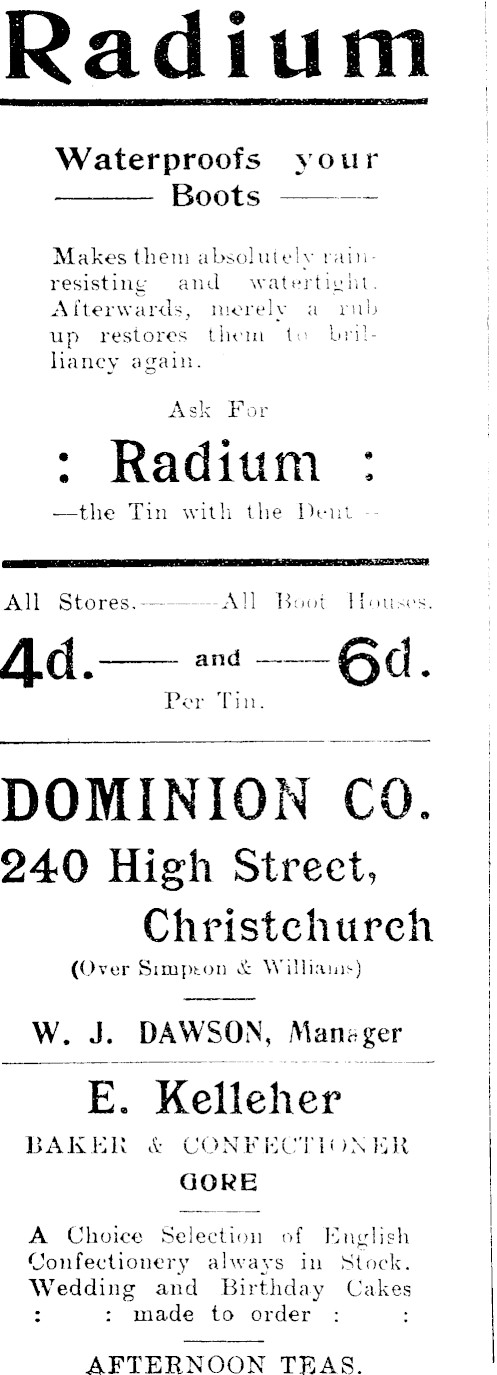 Radium
Waterproofs your
Boots
Makes them absolutely rain-
resisting and watertight.
Afterwards, merely a rub
up restores them to bril-
liancy again.
Ask For
: Radium :
—the Tin with the Dent—
All Stores.———All Boot Houses.
4d.—— and ——6d.
Per Tin.
DOMINION CO.
240 High Street,
Christchurch
(Over Simpson & Williams)
W. J. DAWSON, Manager
E. Kelleher
BAKER & CONFECTIONER
GORE
A Choice Selection of English
Confectionery always in Stock.
Wedding and Birthday Cakes
: : made to order : :
AFTERNOON TEAS.